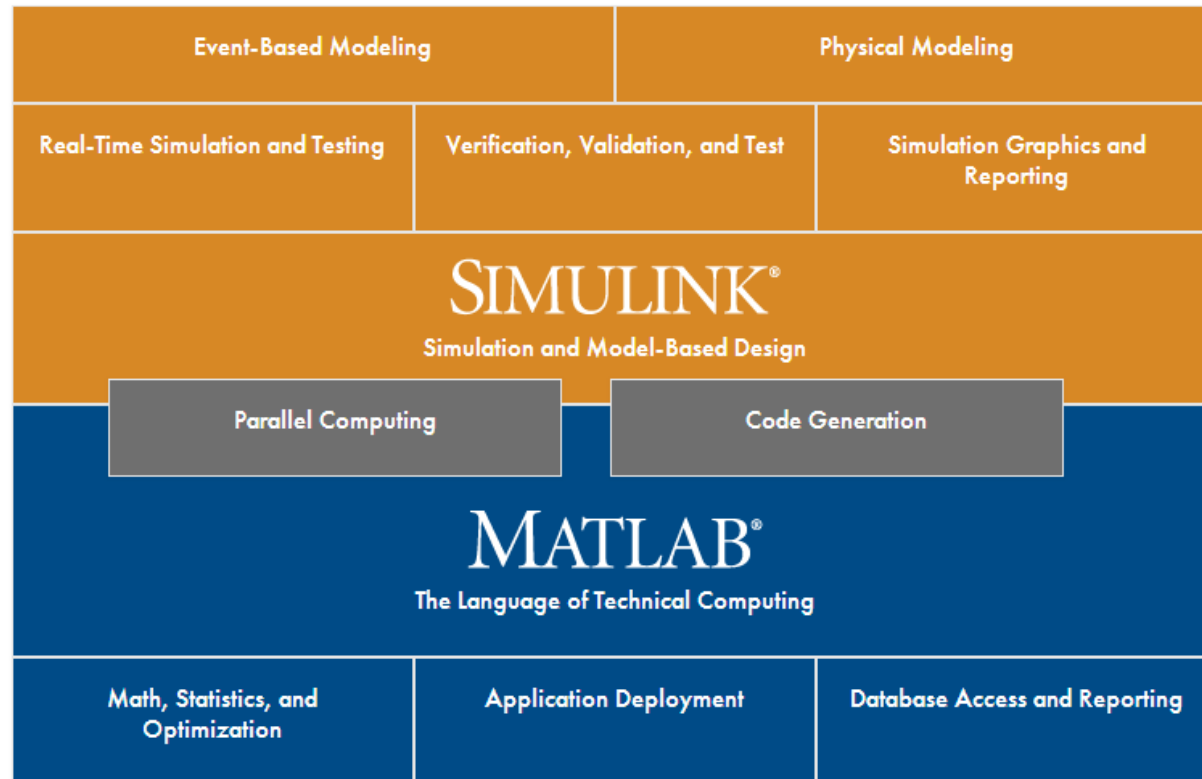 Event-Based Modeling
Physical Modeling
Real-Time Simulation and Testing
Verification, Validation, and Test
Simulation Graphics and
Reporting
SIMULINK®
Simulation and Model-Based Design
Parallel Computing
Code Generation
MATLAB®
The Language of Technical Computing
Math, Statistics, and
Optimization
Application Deployment
Database Access and Reporting